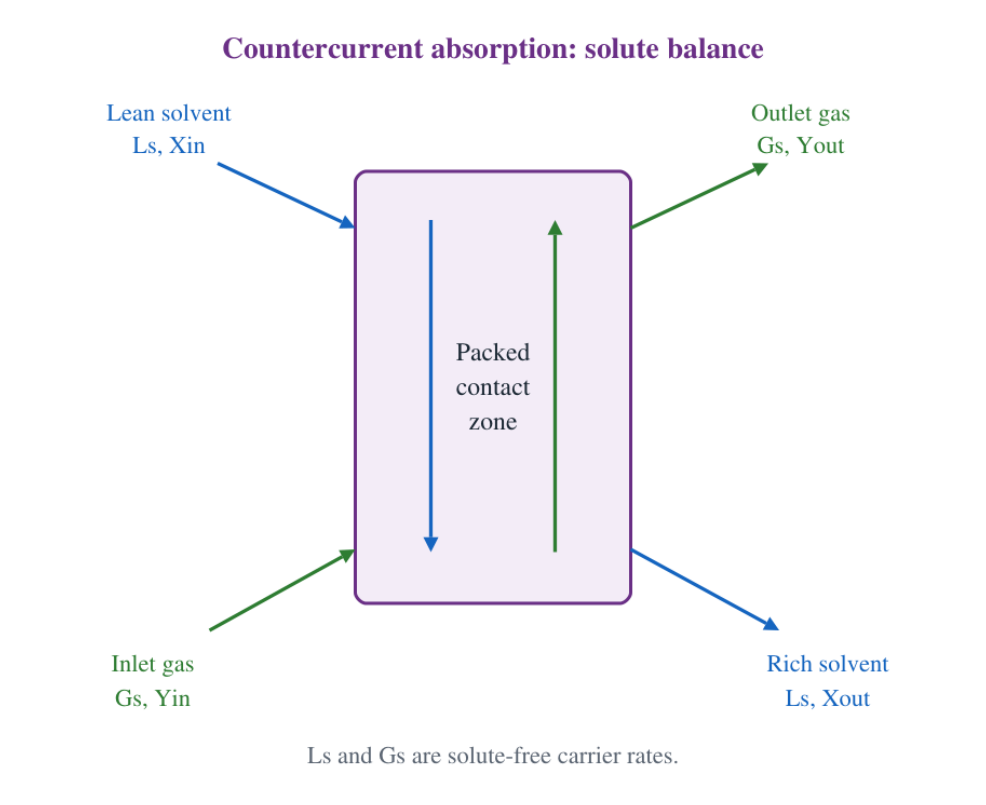 Countercurrent absorption: solute balance
Lean solvent
Ls, Xin
Outlet gas
Gs, Yout
Packed
contact
zone
Inlet gas
Gs, Yin
Rich solvent
Ls, Xout
Ls and Gs are solute-free carrier rates.